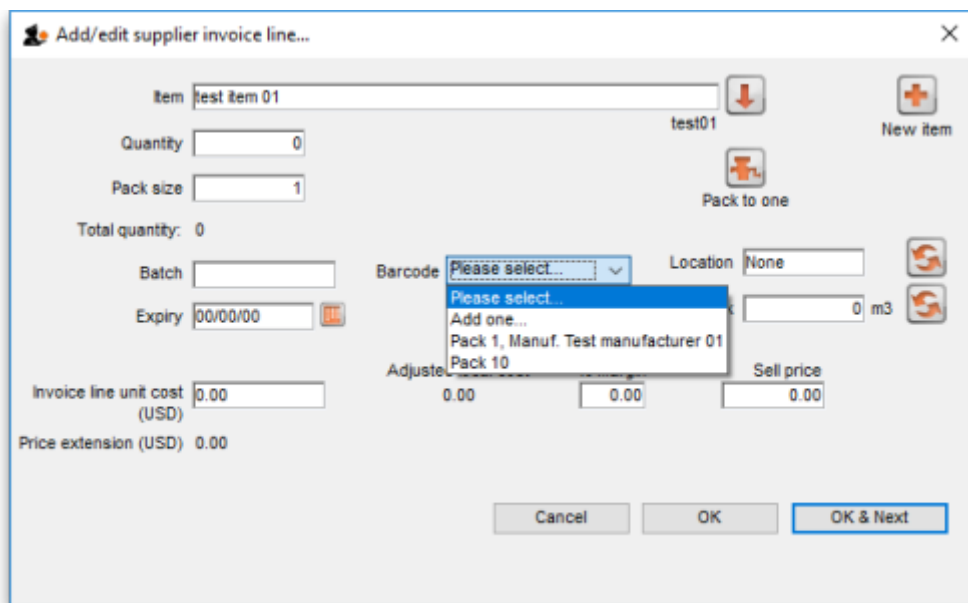 Add/edit supplier invoice line...
Item test item 01
test01
New item
Quantity 0
Pack size 1
Pack to one
Total quantity: 0
Batch
Barcode Please select...
Location None
Expiry 00/00/00
Please select...
0 m3
Add one...
Pack 1, Manuf. Test manufacturer 01
Pack 10
Adjusted
Sell price
Invoice line unit cost 0.00
(USD)
0.00
0.00
0.00
Price extension (USD) 0.00
Cancel
OK
OK & Next